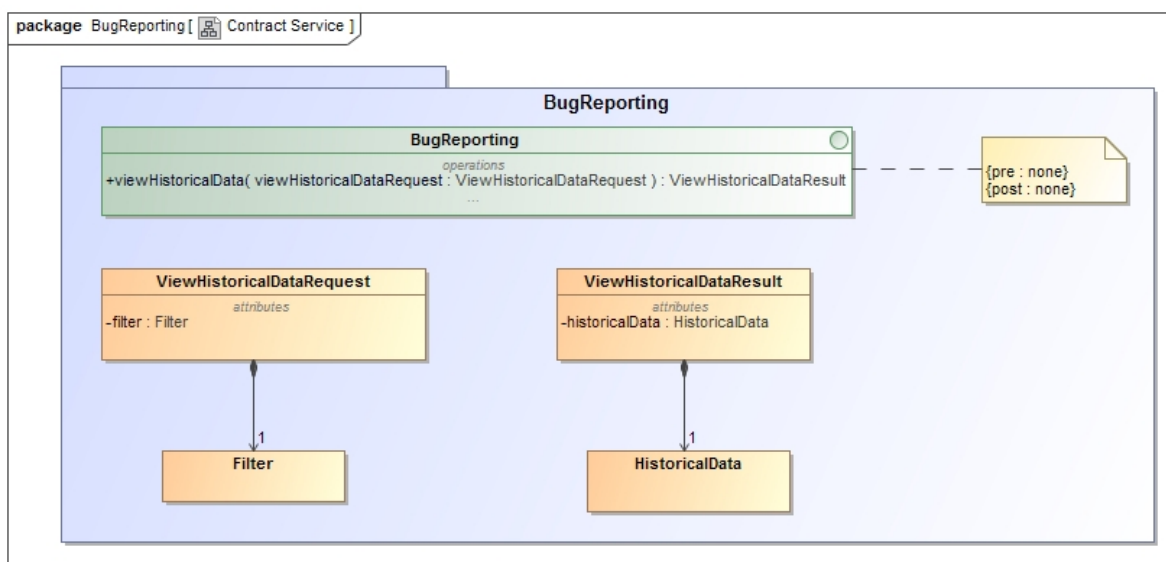 package BugReporting [ Contract Service ]
BugReporting
BugReporting
operations
+viewHistoricalData( viewHistoricalDataRequest : ViewHistoricalDataRequest ) : ViewHistoricalDataResult
...
{pre : none}
{post : none}
ViewHistoricalDataRequest
attributes
-filter : Filter
ViewHistoricalDataResult
attributes
-historicalData : HistoricalData
1
1
Filter
HistoricalData